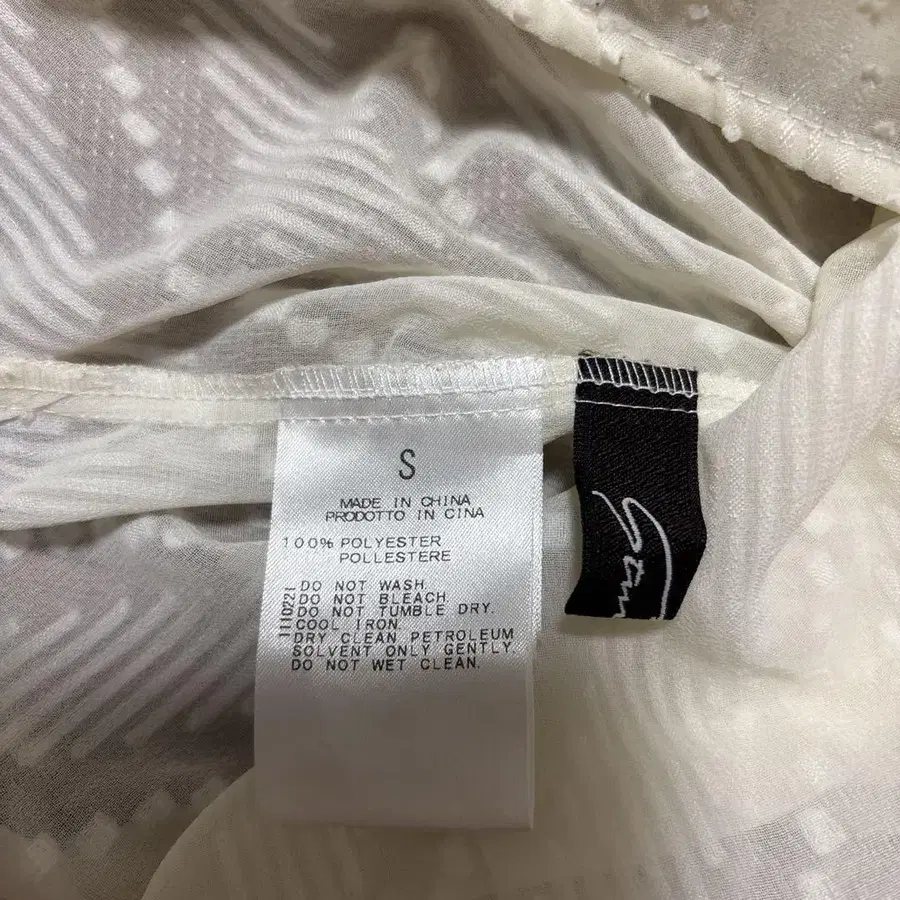 S
MADE IN CHINA
PRODOTTO IN CINA
100% POLYESTER
POLLESTERE
DO NOT WASH.
DO NOT BLEACH.
DO NOT TUMBLE DRY.
COOL IRON.
DRY CLEAN PETROLEUM
SOLVENT ONLY GENTLY.
DO NOT WET CLEAN.
1110221